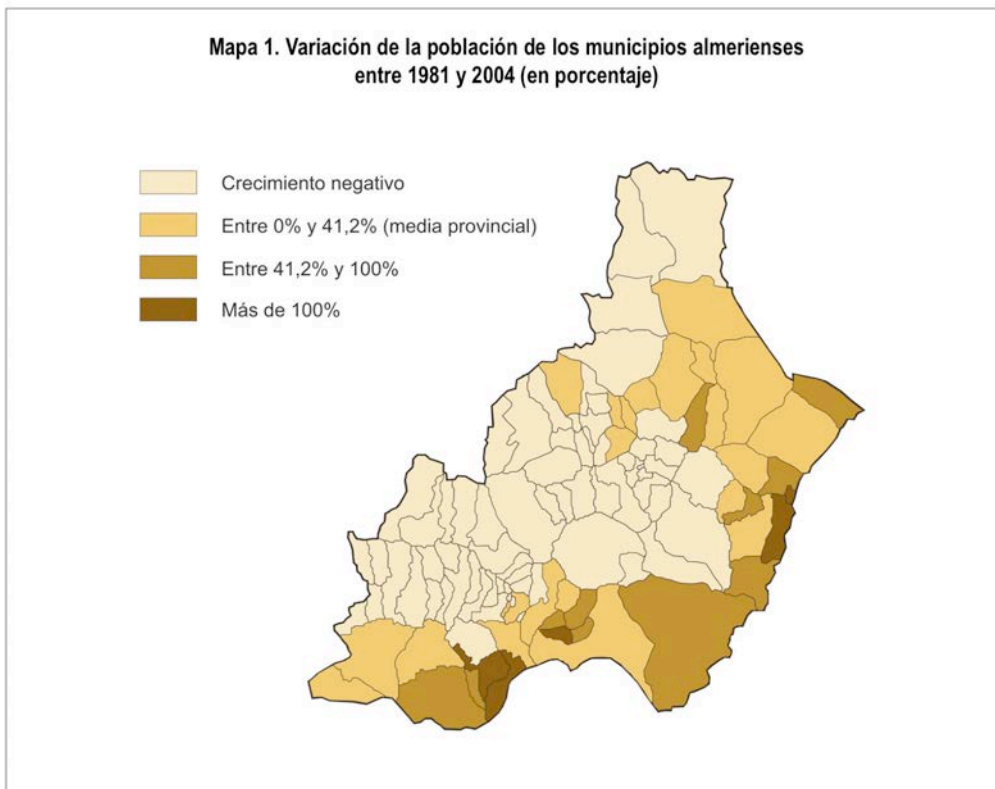 Mapa 1. Variación de la población de los municipios almerienses
entre 1981 y 2004 (en porcentaje)
Crecimiento negativo
Entre 0% y 41,2% (media provincial)
Entre 41,2% y 100%
Más de 100%